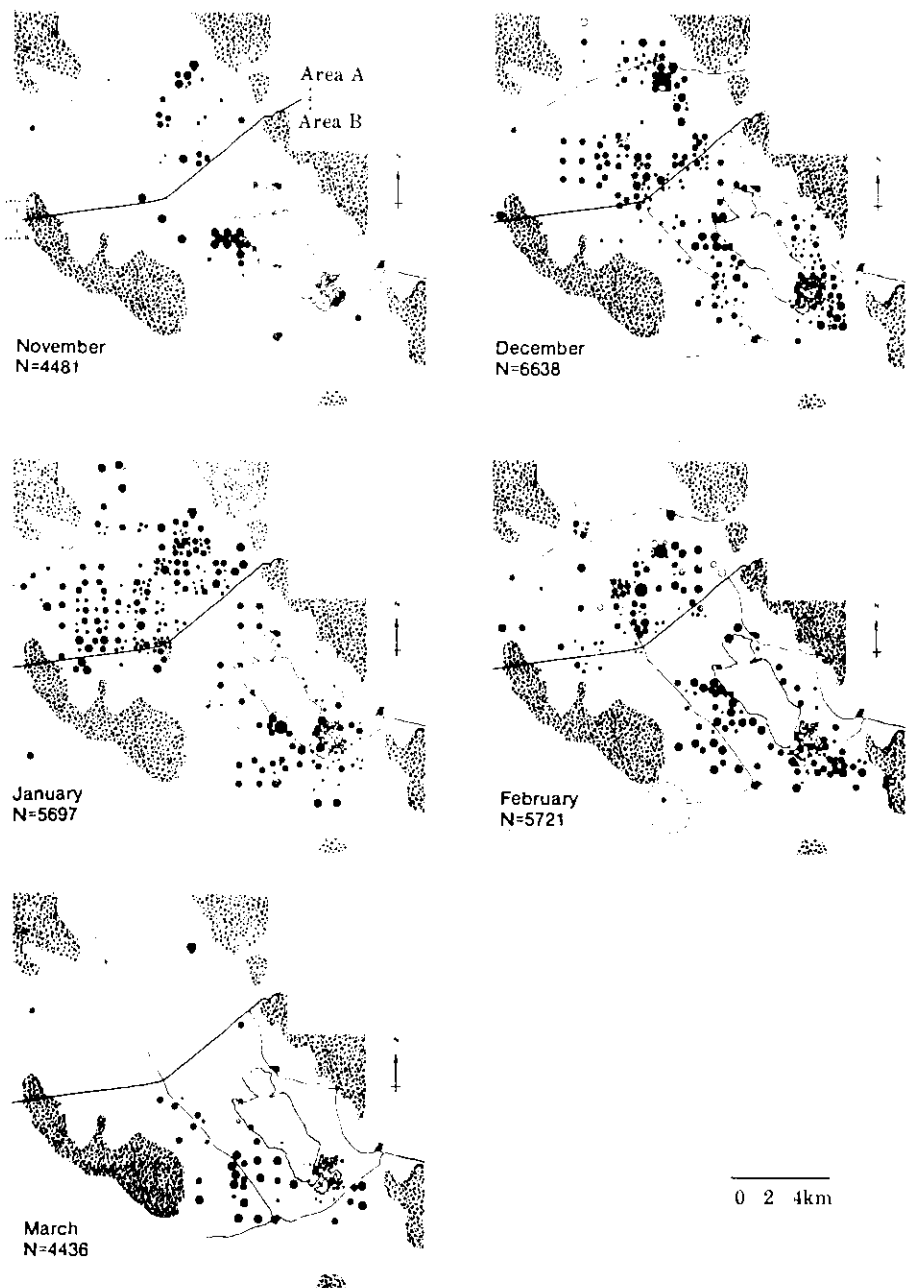 Area A
Area B
November
N=4481
December
N=6638
January
N=5697
February
N=5721
March
N=4436
0 2 4km